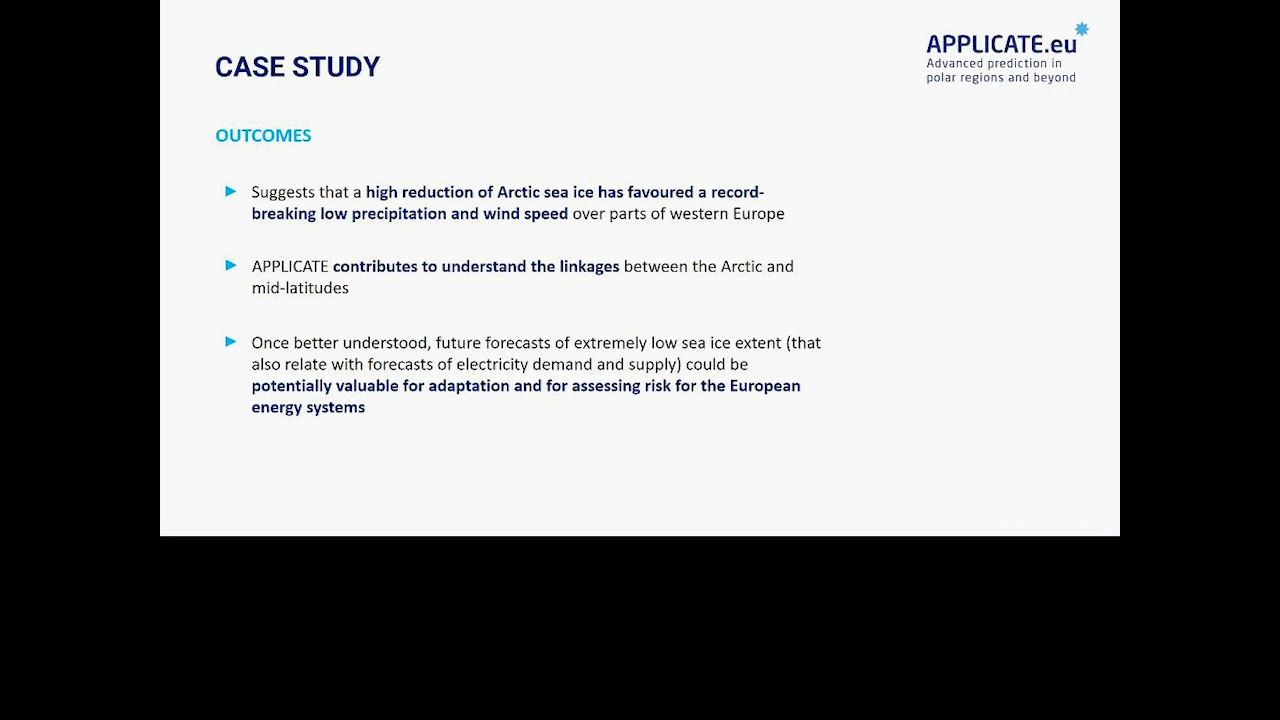 CASE STUDY
APPLICATE.eu
Advanced prediction in
polar regions and beyond
OUTCOMES
Suggests that a high reduction of Arctic sea ice has favoured a record-
breaking low precipitation and wind speed over parts of western Europe
APPLICATE contributes to understand the linkages between the Arctic and
mid-latitudes
Once better understood, future forecasts of extremely low sea ice extent (that
also relate with forecasts of electricity demand and supply) could be
potentially valuable for adaptation and for assessing risk for the European
energy systems